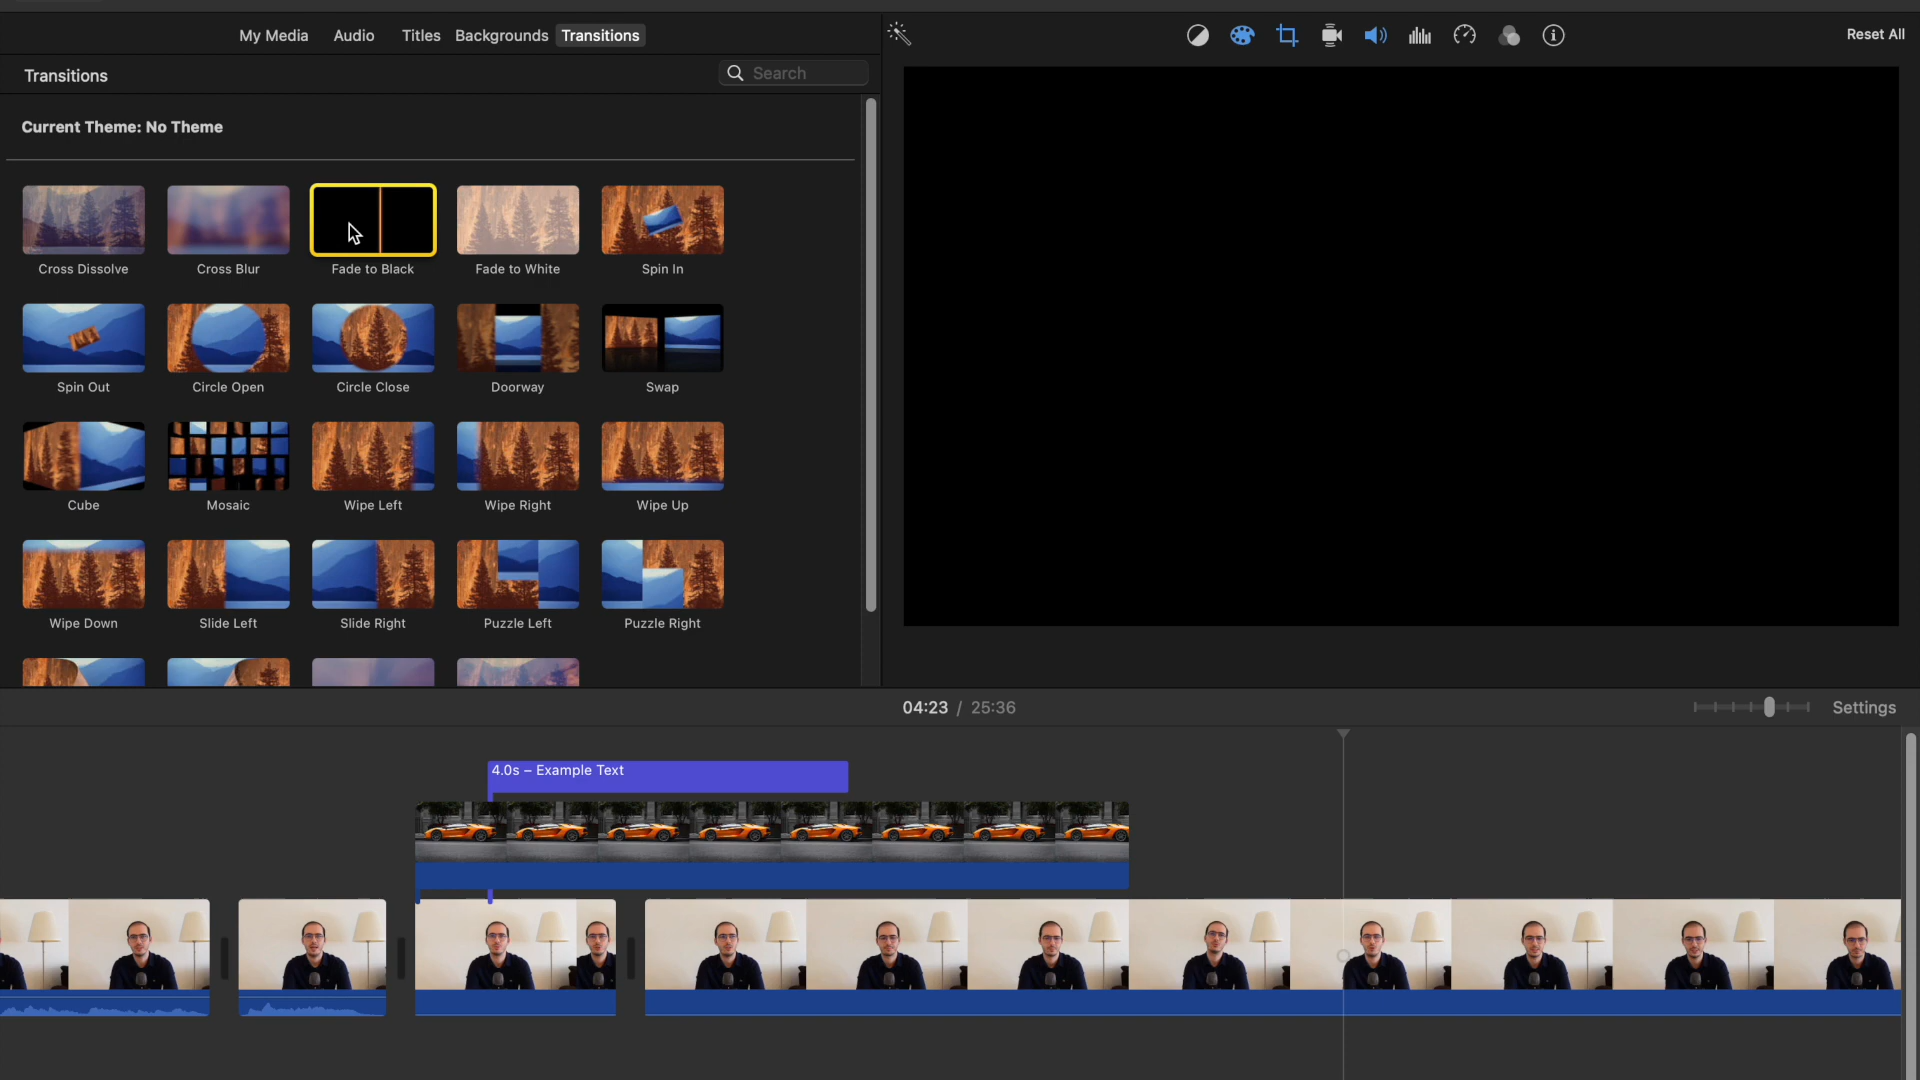 My Media Audio Titles Backgrounds Transitions
Reset All
Transitions
Search
Current Theme: No Theme
Cross Dissolve Cross Blur Fade to Black Fade to White Spin In
Spin Out Circle Open Circle Close Doorway Swap
Cube Mosaic Wipe Left Wipe Right Wipe Up
Wipe Down Slide Left Slide Right Puzzle Left Puzzle Right
04:23 / 25:36
Settings
4.0s – Example Text